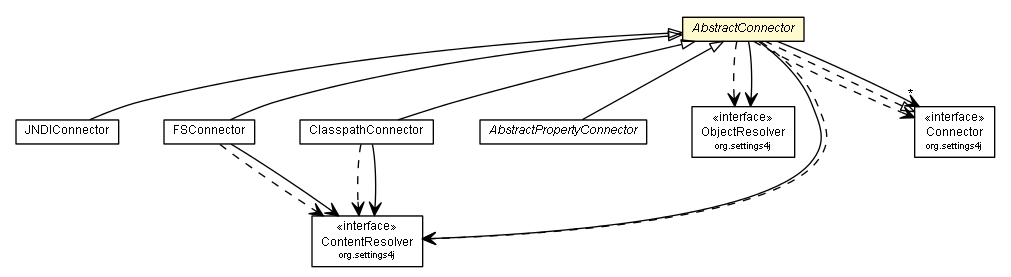 AbstractConnector
JNDIConnector
FSConnector
ClasspathConnector
AbstractPropertyConnector
«interface»
ObjectResolver
org.settings4j
*
«interface»
Connector
org.settings4j
«interface»
ContentResolver
org.settings4j